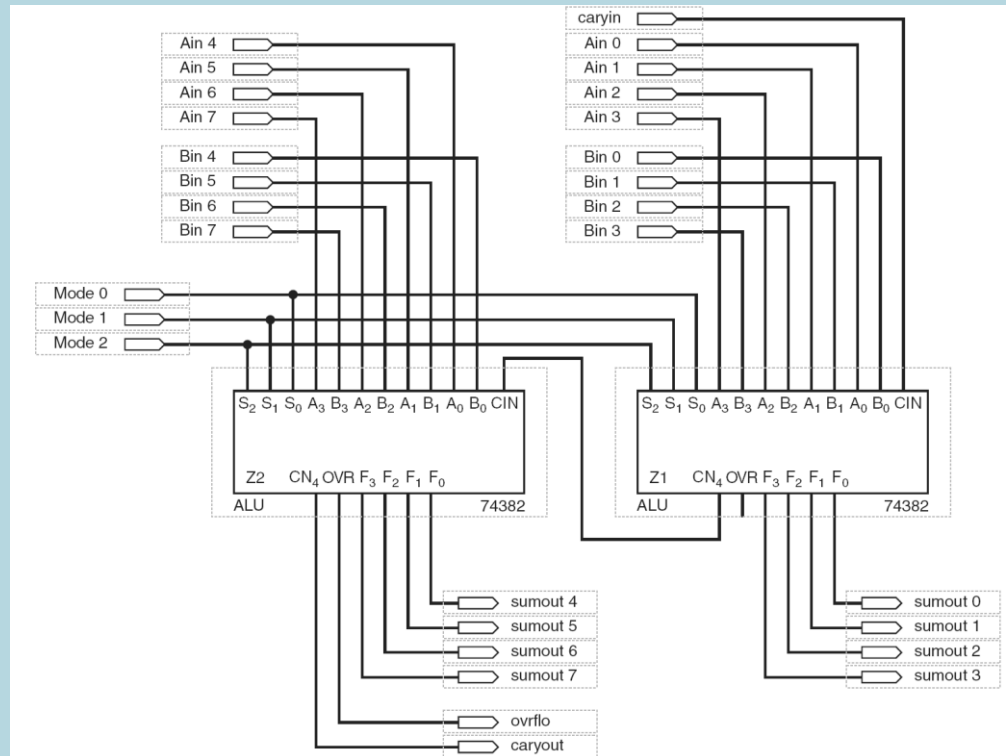 caryin
Ain 4
Ain 5
Ain 6
Ain 7
Ain 0
Ain 1
Ain 2
Ain 3
Bin 4
Bin 5
Bin 6
Bin 7
Bin 0
Bin 1
Bin 2
Bin 3
Mode 0
Mode 1
Mode 2
S₂ S₁ S₀ A₃ B₃ A₂ B₂ A₁ B₁ A₀ B₀ CIN
Z2 CN₄ OVR F₃ F₂ F₁ F₀
ALU 74382
S₂ S₁ S₀ A₃ B₃ A₂ B₂ A₁ B₁ A₀ B₀ CIN
Z1 CN₄ OVR F₃ F₂ F₁ F₀
ALU 74382
sumout 4
sumout 5
sumout 6
sumout 7
sumout 0
sumout 1
sumout 2
sumout 3
ovrflo
caryout